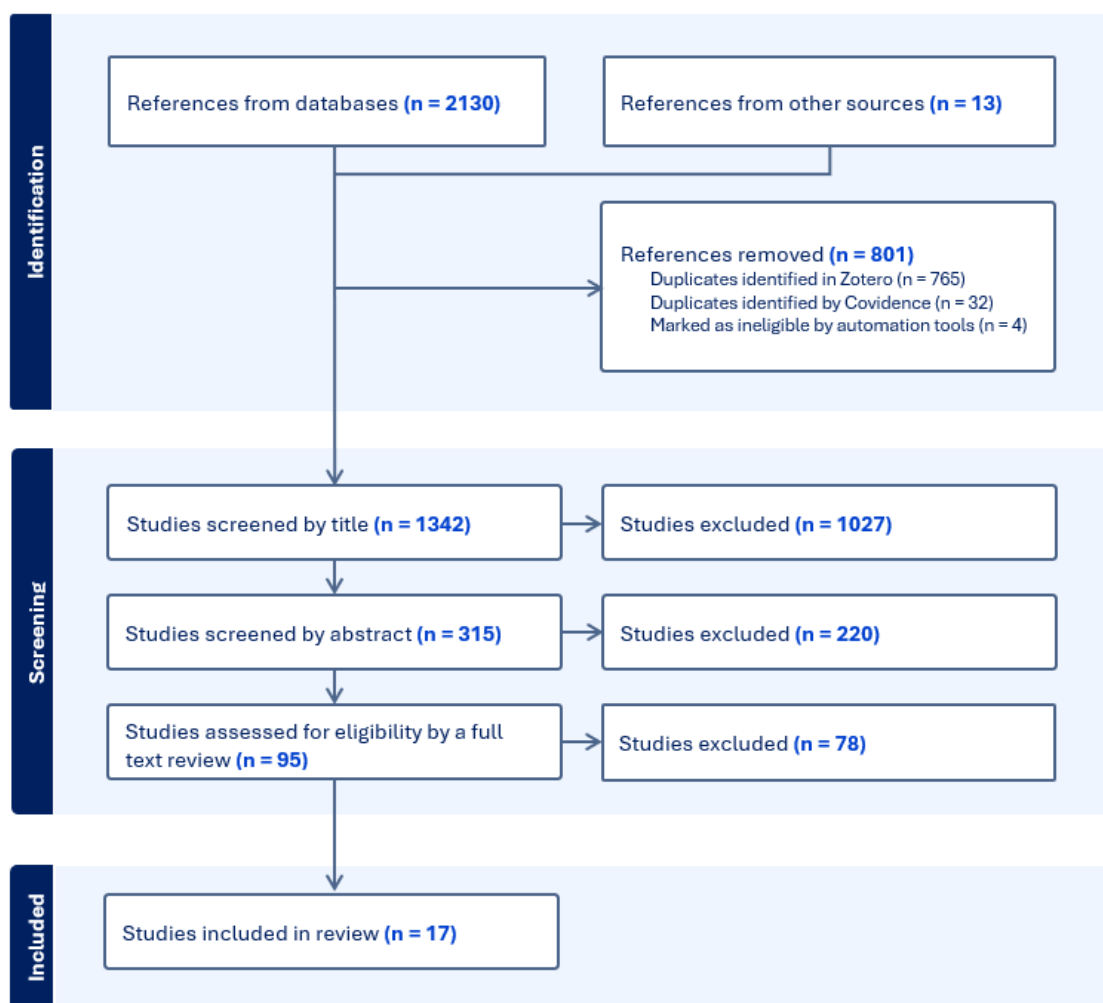 Identification
References from databases (n = 2130)
References from other sources (n = 13)
References removed (n = 801)
Duplicates identified in Zotero (n = 765)
Duplicates identified by Covidence (n = 32)
Marked as ineligible by automation tools (n = 4)
Screening
Studies screened by title (n = 1342)
Studies excluded (n = 1027)
Studies screened by abstract (n = 315)
Studies excluded (n = 220)
Studies assessed for eligibility by a full
text review (n = 95)
Studies excluded (n = 78)
Included
Studies included in review (n = 17)